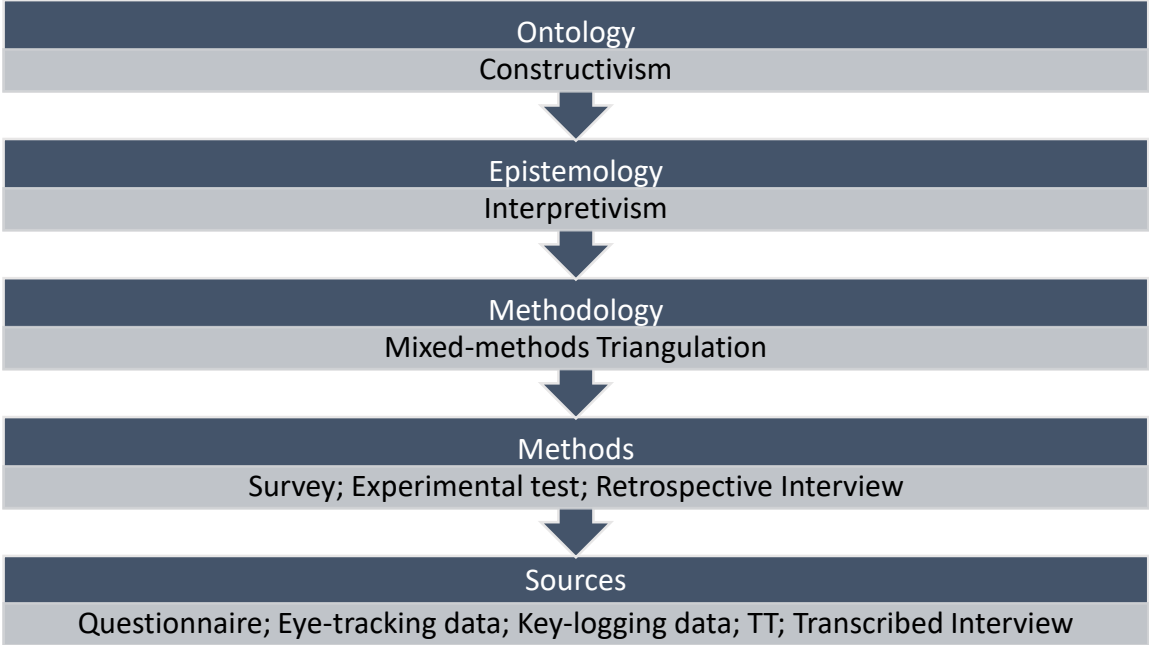 Ontology
Constructivism
Epistemology
Interpretivism
Methodology
Mixed-methods Triangulation
Methods
Survey; Experimental test; Retrospective Interview
Sources
Questionnaire; Eye-tracking data; Key-logging data; TT; Transcribed Interview